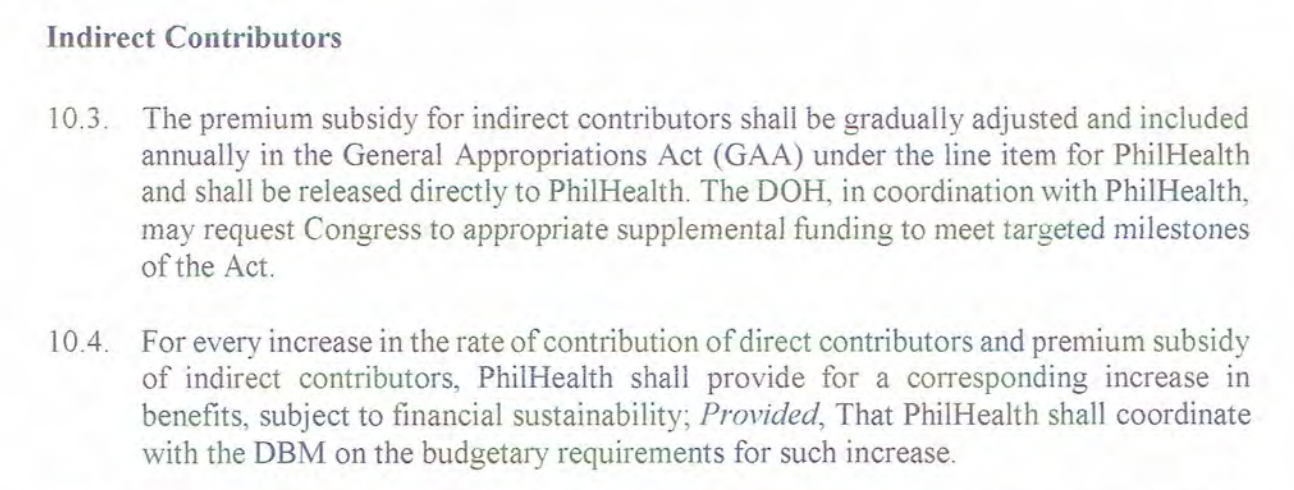 Indirect Contributors
10.3. The premium subsidy for indirect contributors shall be gradually adjusted and included
annually in the General Appropriations Act (GAA) under the line item for PhilHealth
and shall be released directly to PhilHealth. The DOH, in coordination with PhilHealth,
may request Congress to appropriate supplemental funding to meet targeted milestones
of the Act.
10.4. For every increase in the rate of contribution of direct contributors and premium subsidy
of indirect contributors, PhilHealth shall provide for a corresponding increase in
benefits, subject to financial sustainability; Provided, That PhilHealth shall coordinate
with the DBM on the budgetary requirements for such increase.